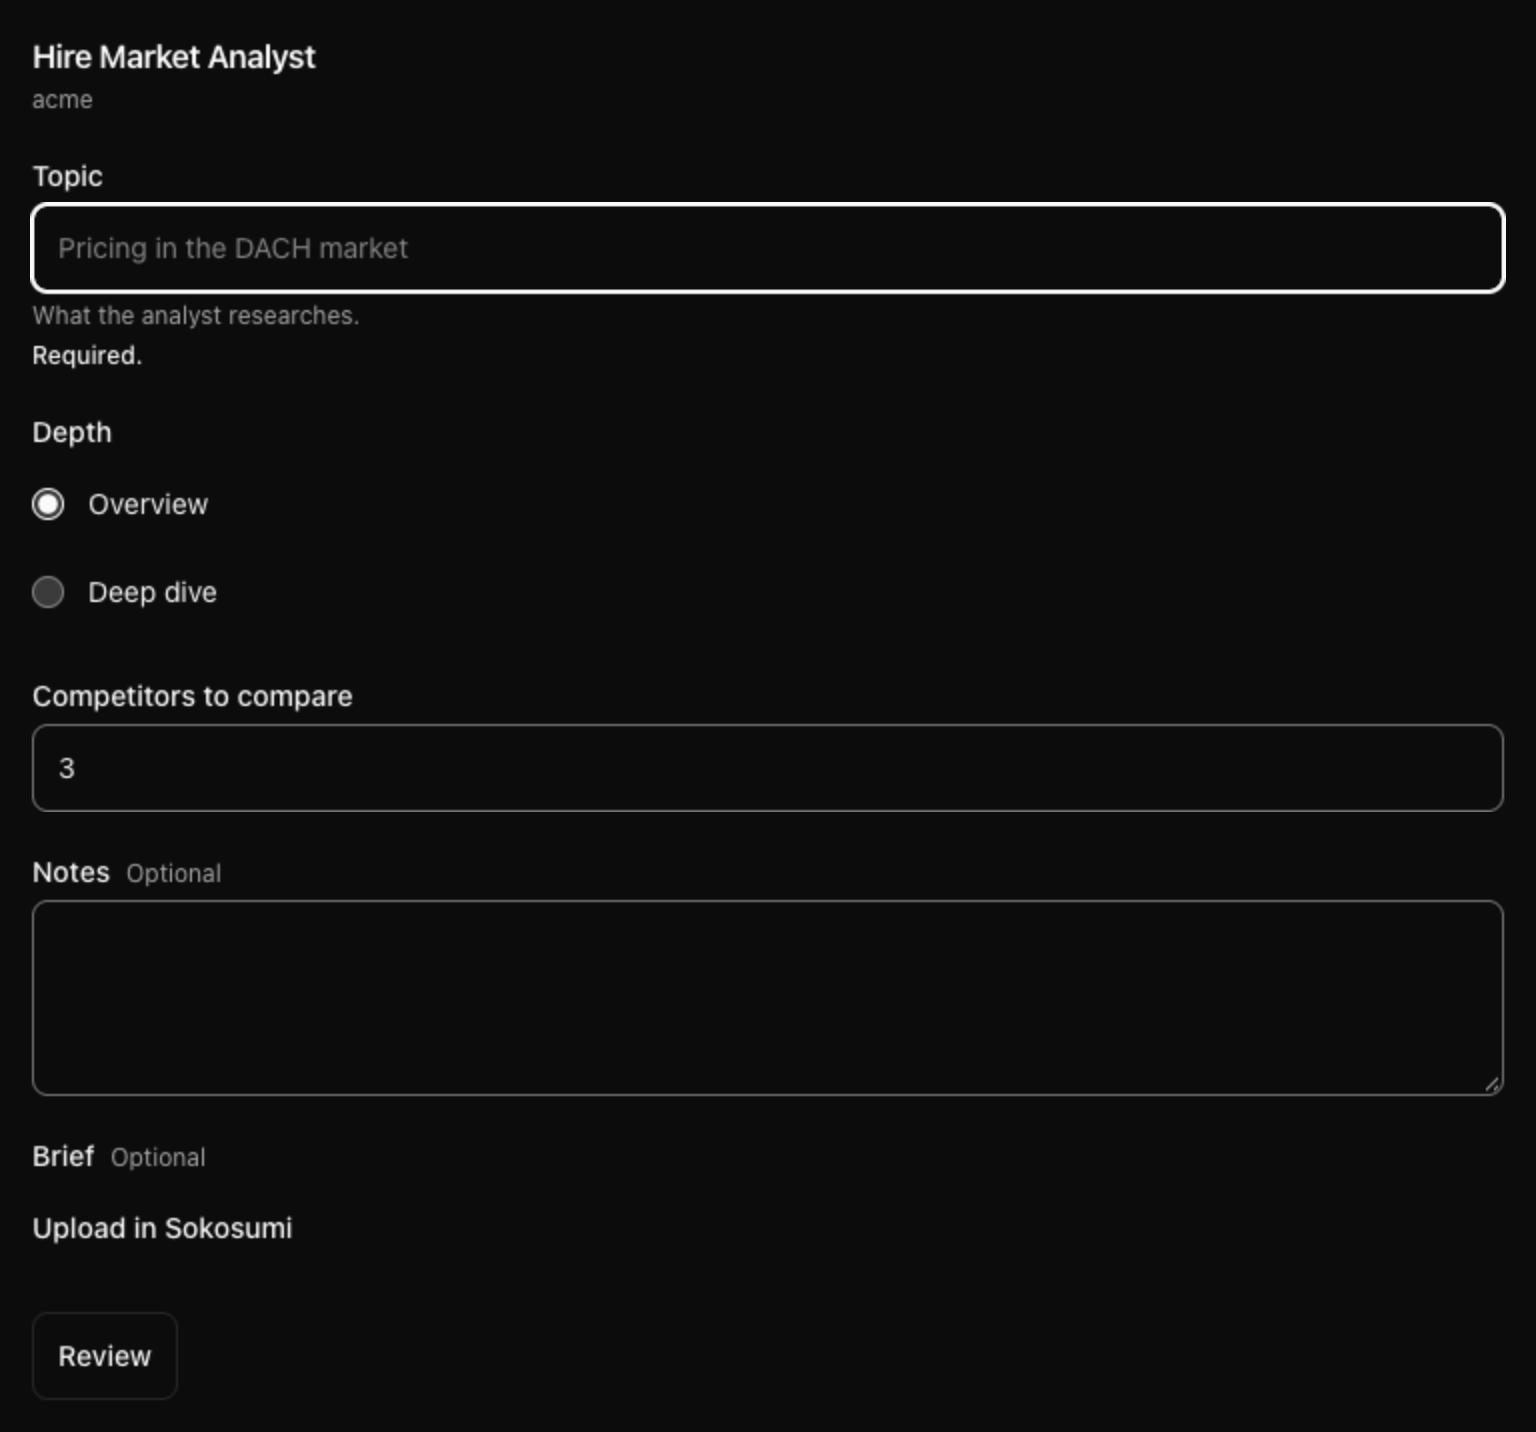 Hire Market Analyst
acme
Topic
Pricing in the DACH market
What the analyst researches.
Required.
Depth
Overview
Deep dive
Competitors to compare
3
Notes Optional
Brief Optional
Upload in Sokosumi
Review